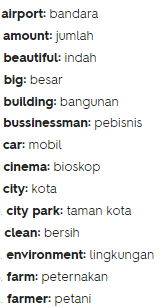 airport: bandara
amount: jumlah
beautiful: indah
big: besar
building: bangunan
bussinessman: pebisnis
car: mobil
cinema: bioskop
city: kota
city park: taman kota
clean: bersih
environment: lingkungan
farm: peternakan
farmer: petani